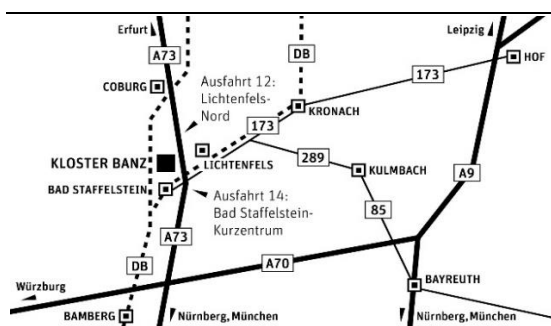 Erfurt
Leipzig
A73
DB
HOF
COBURG
Ausfahrt 12:
Lichtenfels-
Nord
173
KRONACH
173
KLOSTER BANZ
LICHTENFELS
289
KULMBACH
A9
BAD STAFFELSTEIN
Ausfahrt 14:
Bad Staffelstein-
Kurzentrum
85
A73
DB
A70
Würzburg
BAYREUTH
BAMBERG
Nürnberg, München
Nürnberg, München